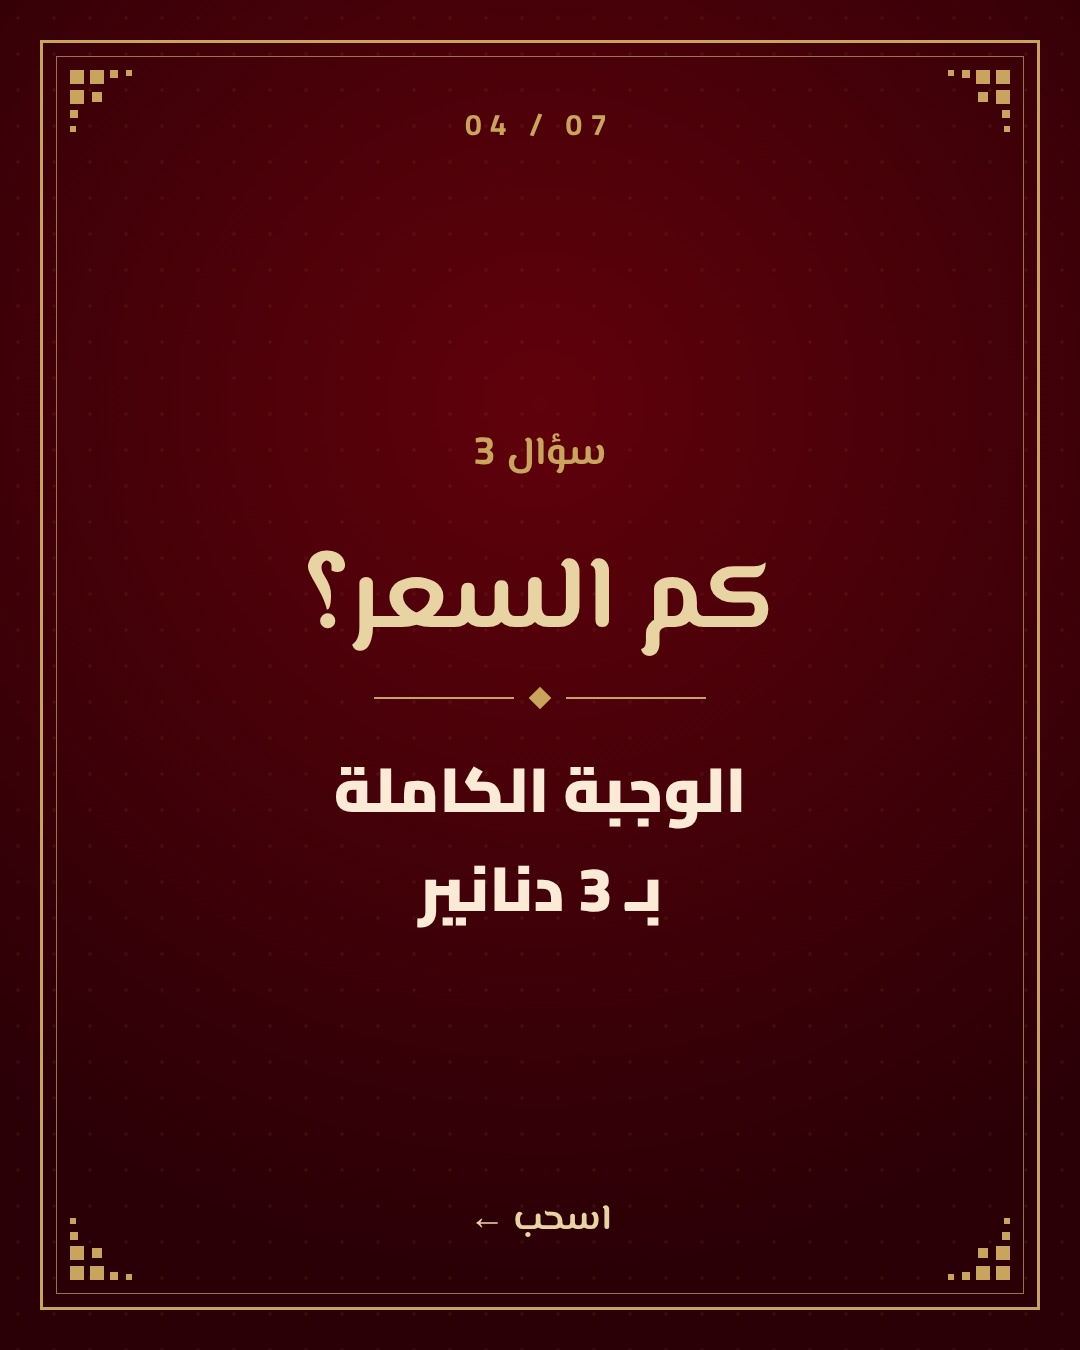 04 / 07
سؤال 3
كم السعر؟
الوجبة الكاملة
بـ 3 دنانير
اسحب ←